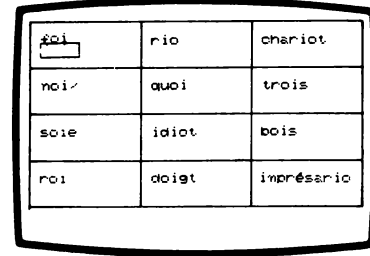 foi rio chariot
noi quoi trois
soie idiot bois
roi doigt imprésario